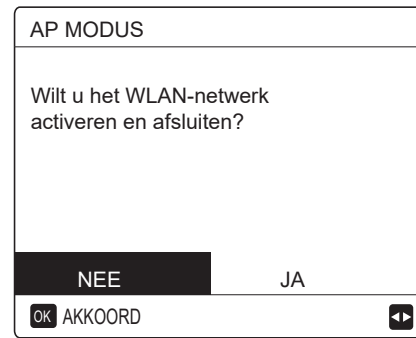 AP MODUS
Wilt u het WLAN-netwerk
activeren en afsluiten?
NEE JA
OK AKKOORD